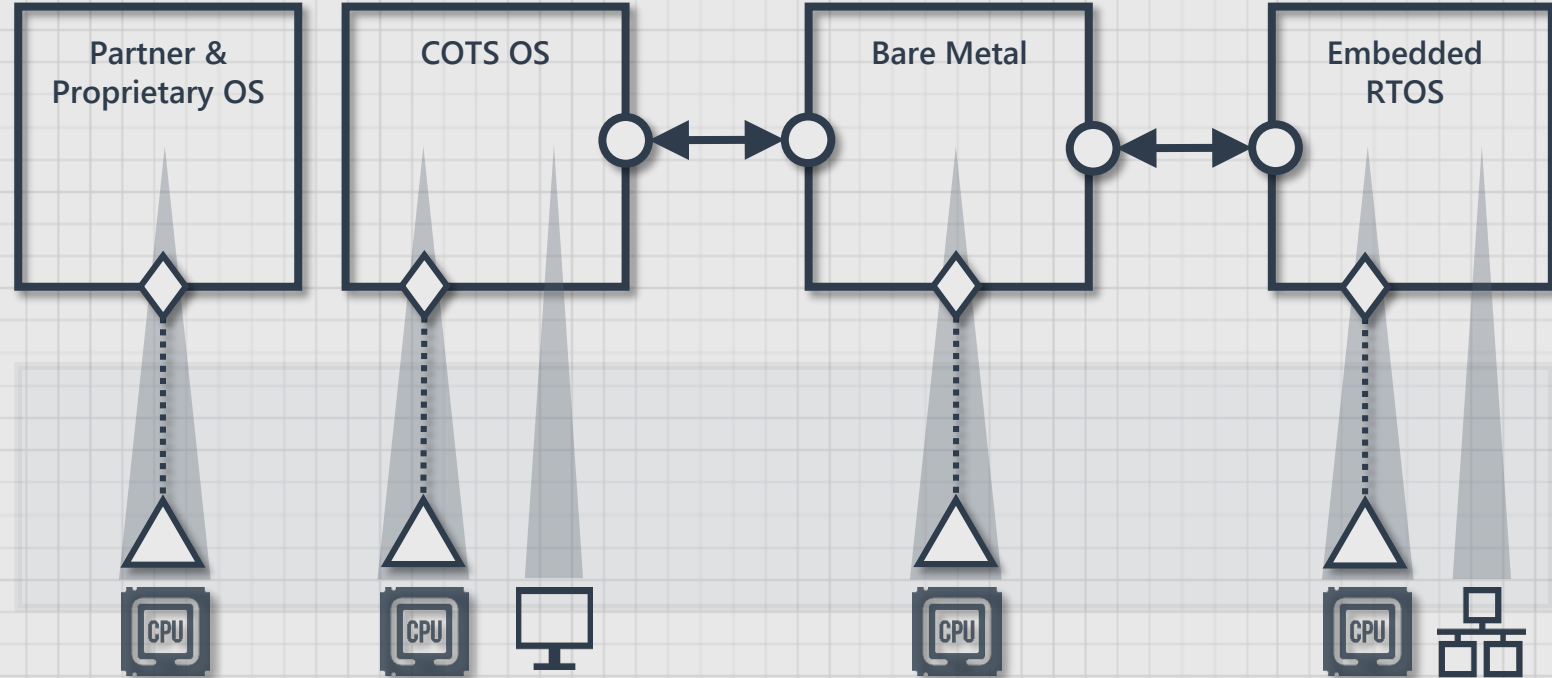 Partner &
Proprietary OS
COTS OS
Bare Metal
Embedded
RTOS
CPU
CPU
CPU
CPU